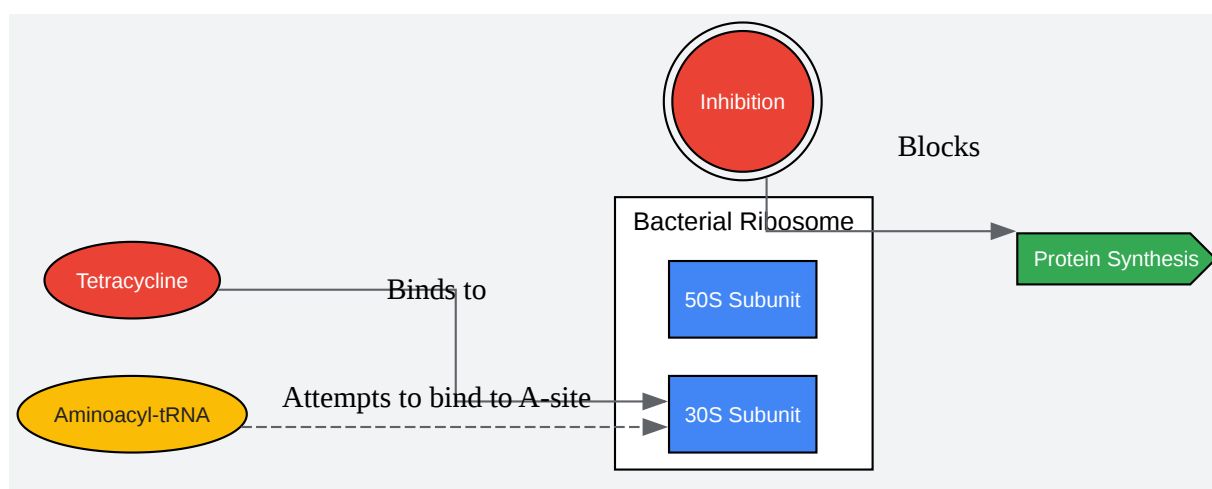 Inhibition
Blocks
Bacterial Ribosome
Protein Synthesis
Tetracycline
Binds to
50S Subunit
Attempts to bind to A-site
Aminoacyl-tRNA
30S Subunit